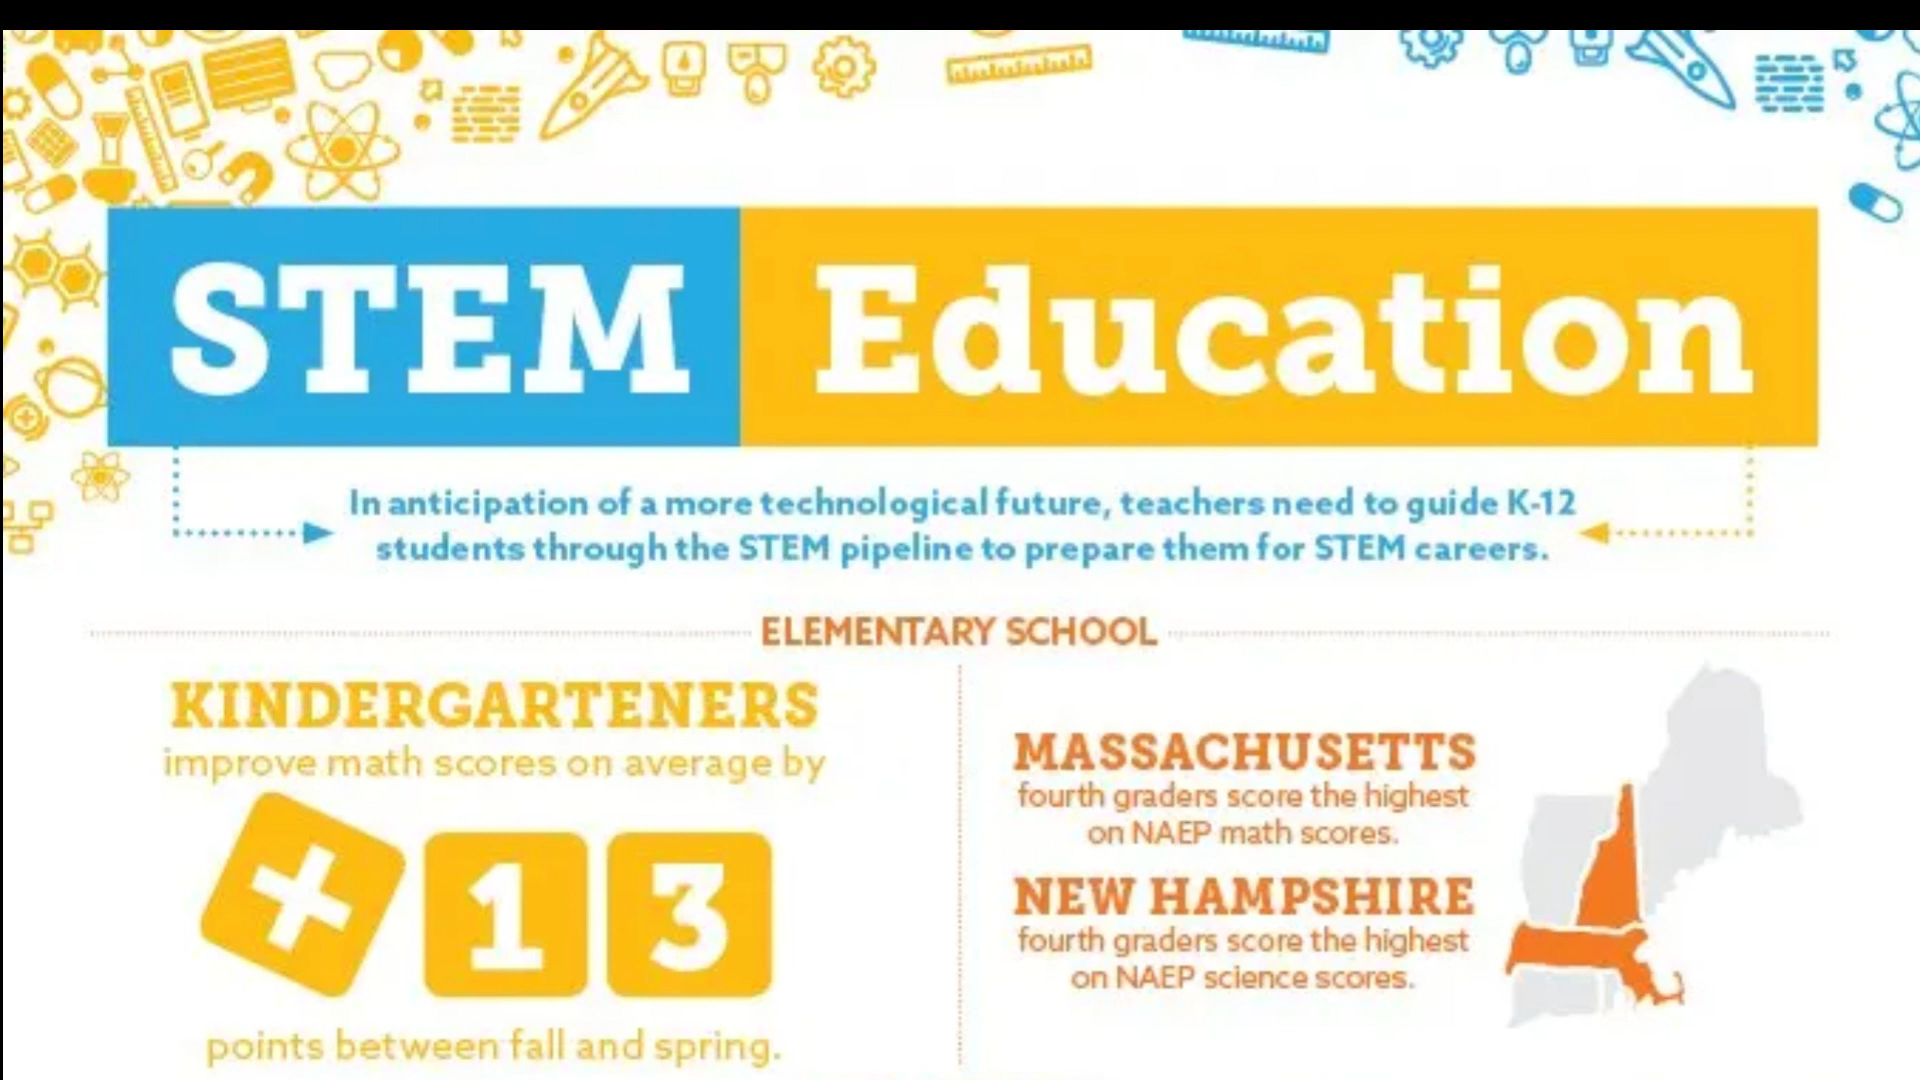 STEM Education
In anticipation of a more technological future, teachers need to guide K-12
students through the STEM pipeline to prepare them for STEM careers.
ELEMENTARY SCHOOL
KINDERGARTENERS
improve math scores on average by
+13
points between fall and spring.
MASSACHUSETTS
fourth graders score the highest
on NAEP math scores.
NEW HAMPSHIRE
fourth graders score the highest
on NAEP science scores.